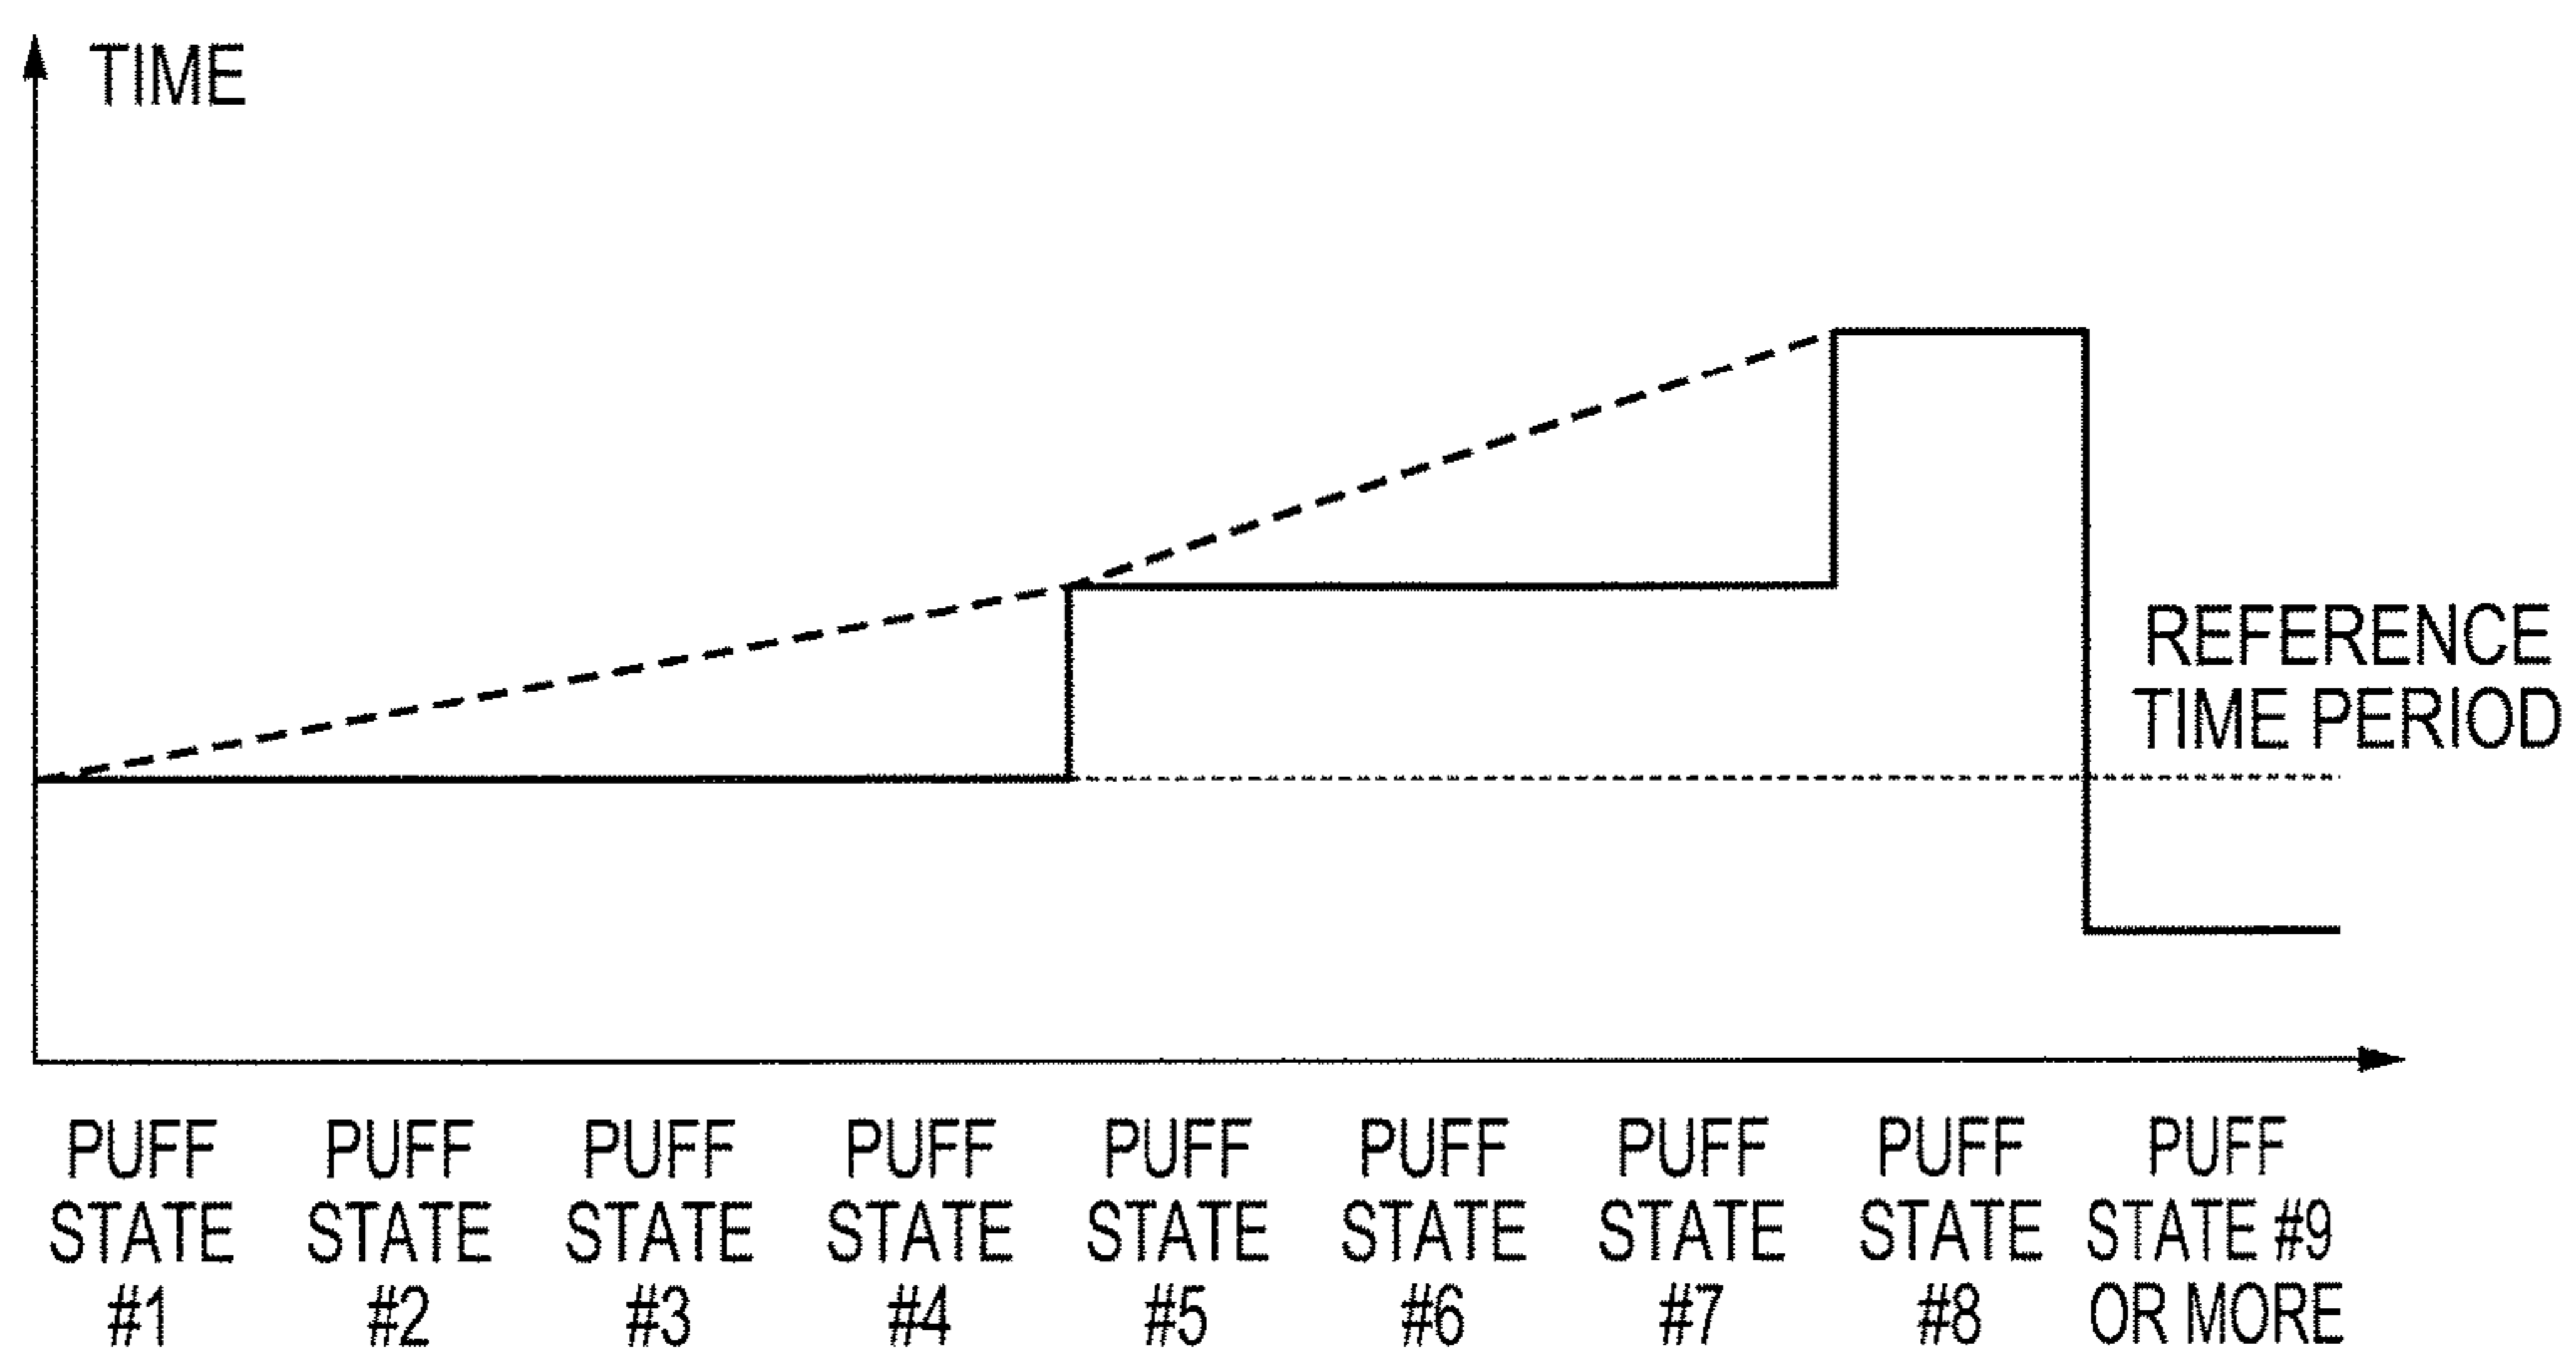 TIME
REFERENCE
TIME PERIOD
PUFF
STATE
#1
PUFF
STATE
#2
PUFF
STATE
#3
PUFF
STATE
#4
PUFF
STATE
#5
PUFF
STATE
#6
PUFF
STATE
#7
PUFF
STATE
#8
PUFF
STATE #9
OR MORE